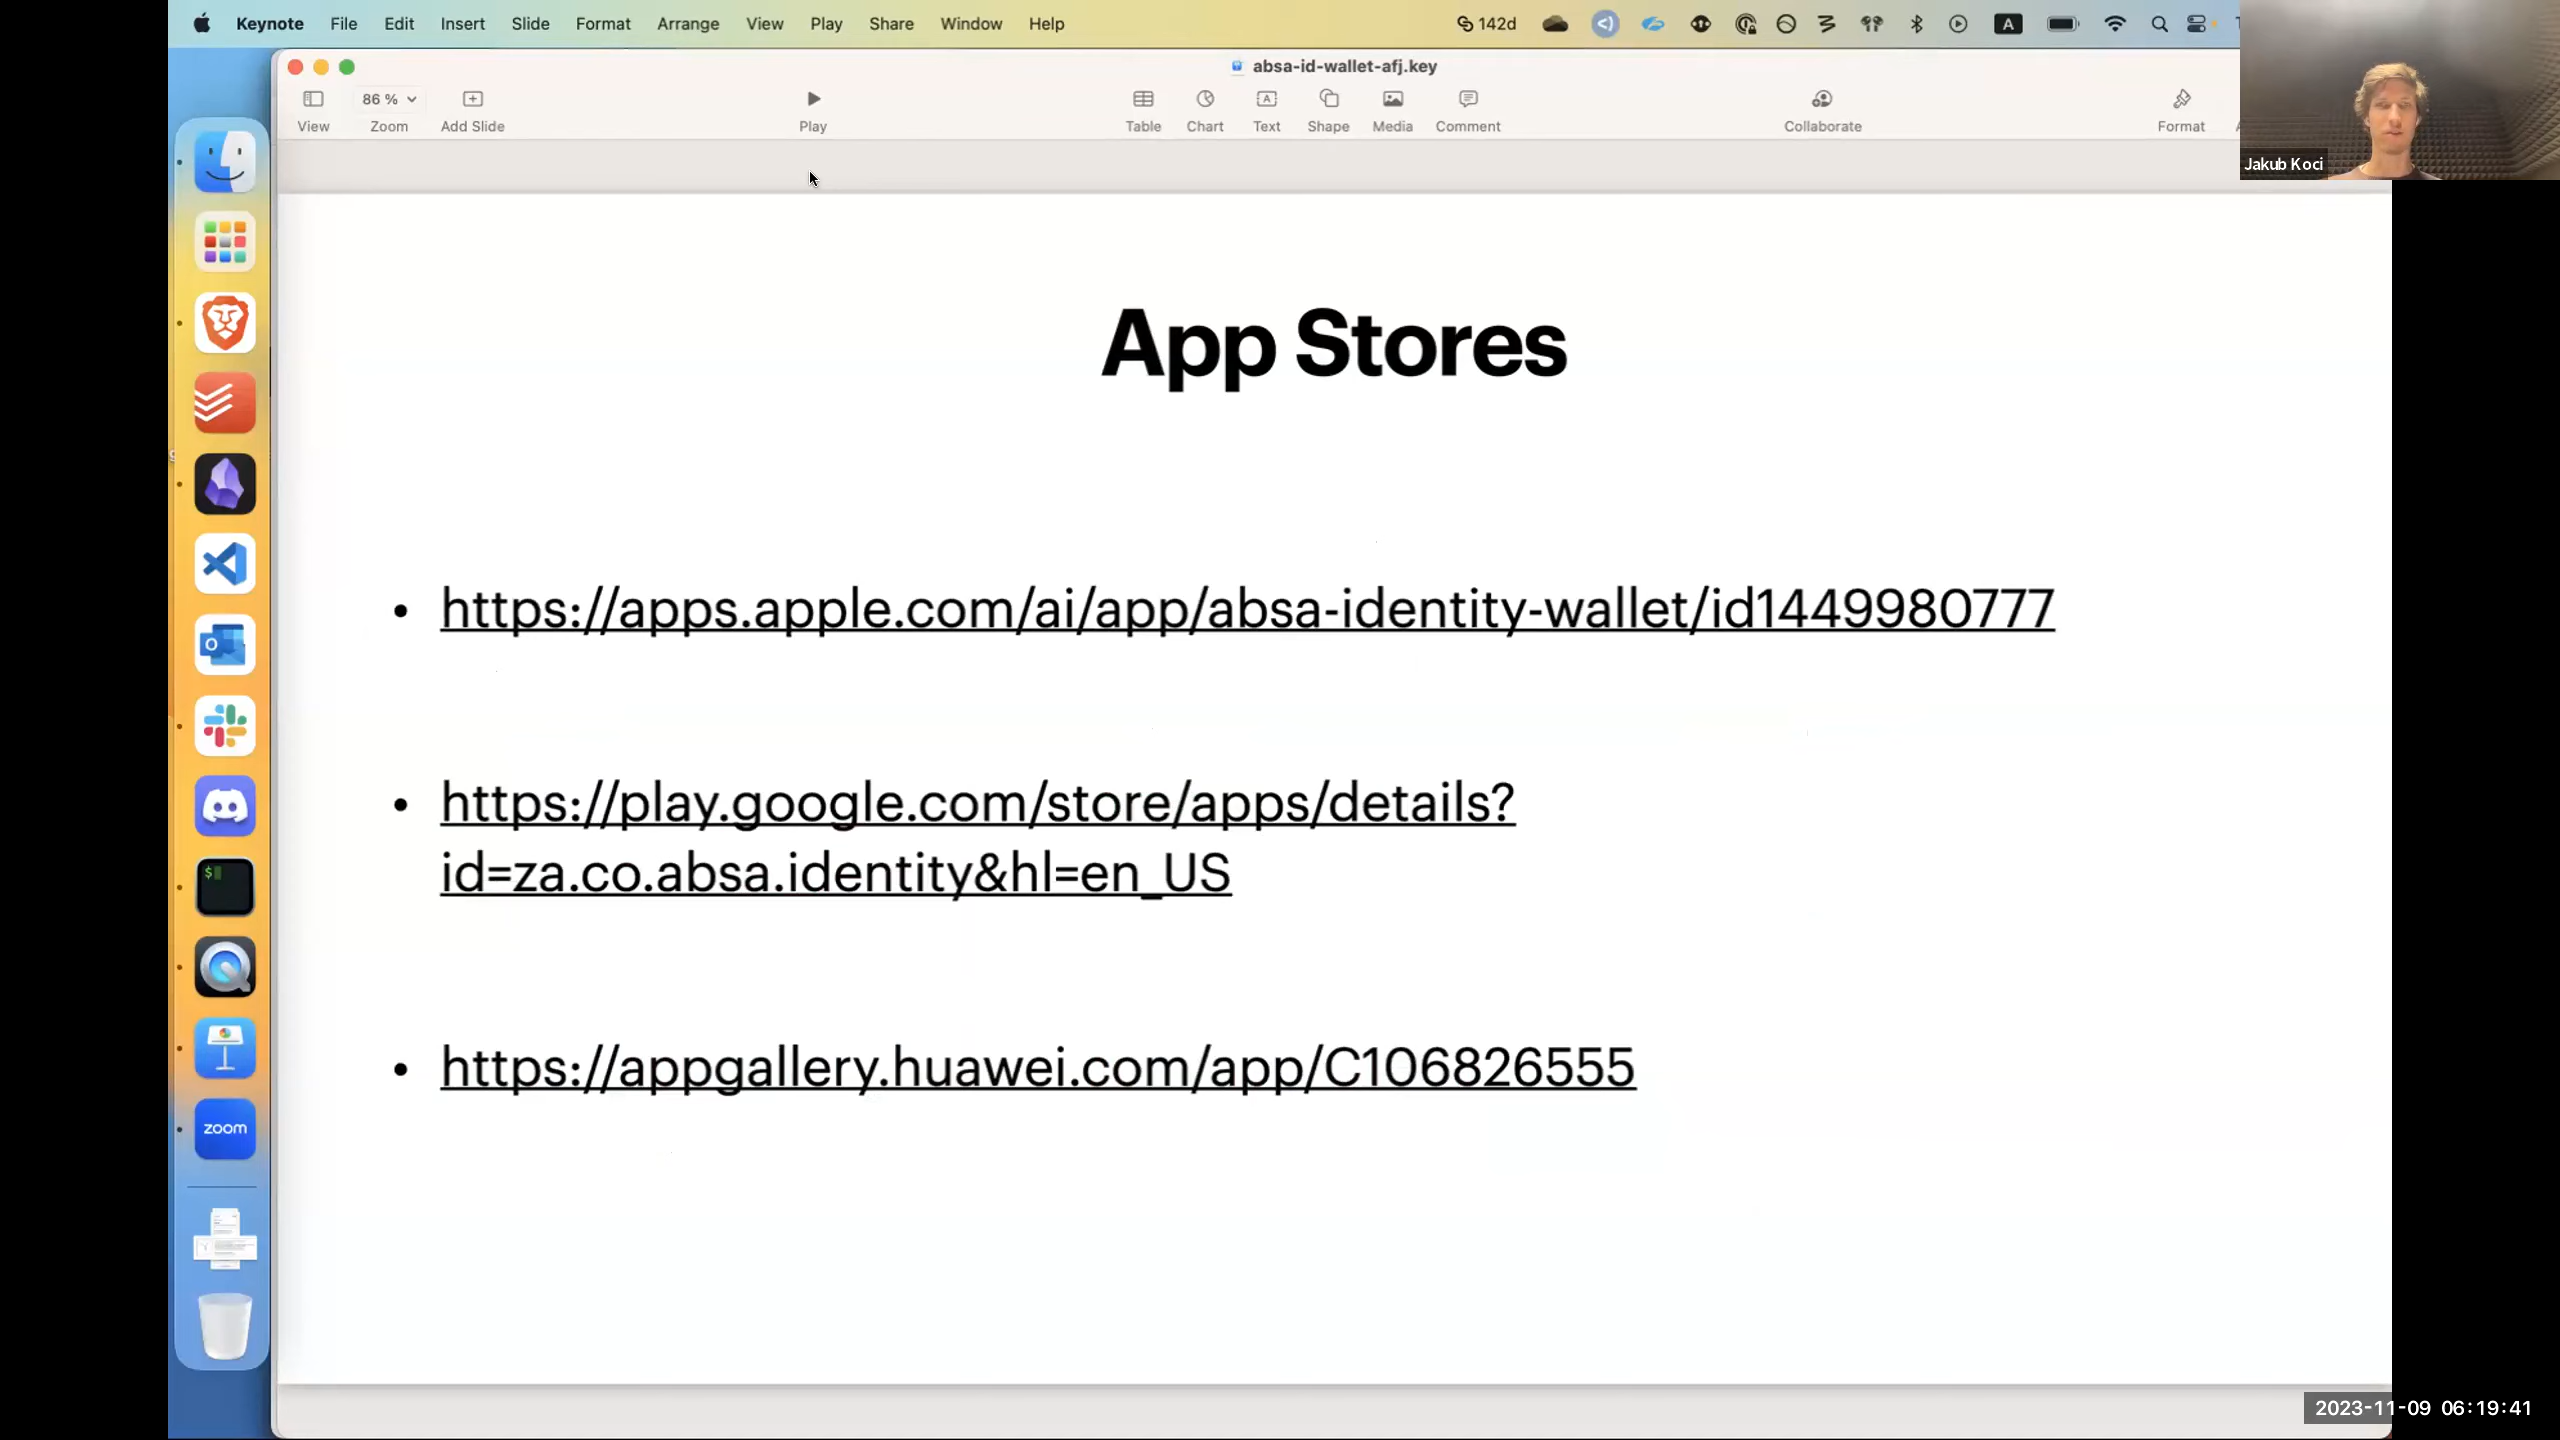 Keynote File Edit Insert Slide Format Arrange View Play Share Window Help 142d A
absa-id-wallet-afj.key
86 %
View Zoom Add Slide Play Table Chart Text Shape Media Comment Collaborate Format
Jakub Koci
App Stores
• https://apps.apple.com/ai/app/absa-identity-wallet/id1449980777
• https://play.google.com/store/apps/details?
id=za.co.absa.identity&hl=en_US
• https://appgallery.huawei.com/app/C106826555
zoom
2023-11-09 06:19:41